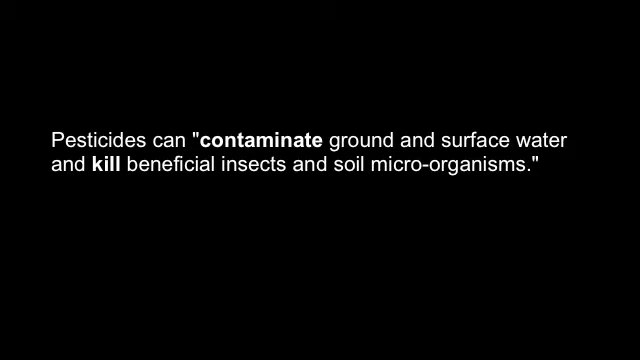 Pesticides can "contaminate ground and surface water
and kill beneficial insects and soil micro-organisms."